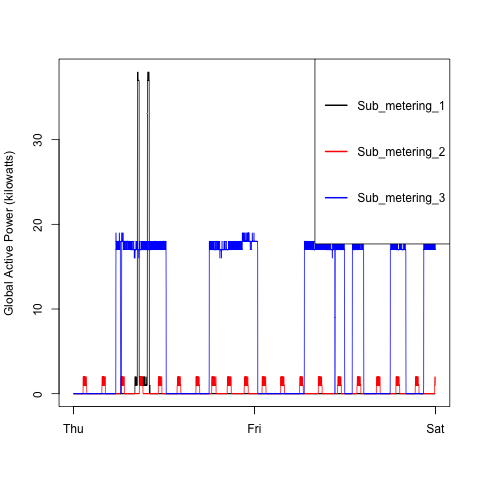 Global Active Power (kilowatts)
30
20
10
0
Sub_metering_1
Sub_metering_2
Sub_metering_3
Thu
Fri
Sat